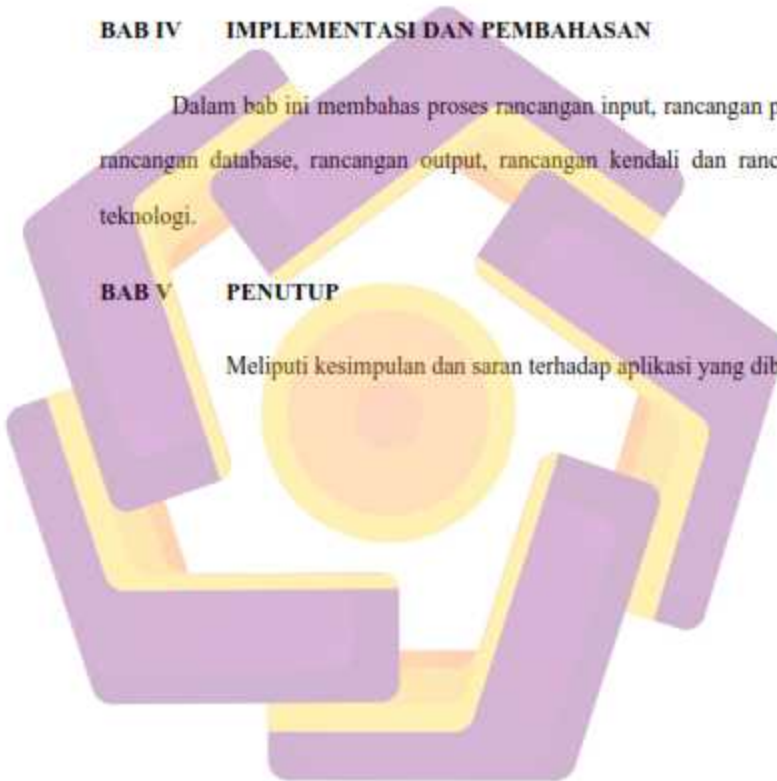 BAB IV IMPLEMENTASI DAN PEMBAHASAN
Dalam bab ini membahas proses rancangan input, rancangan
rancangan database, rancangan output, rancangan kendali dan
teknologi.
BAB V PENUTUP
Meliputi kesimpulan dan saran terhadap aplikasi yang